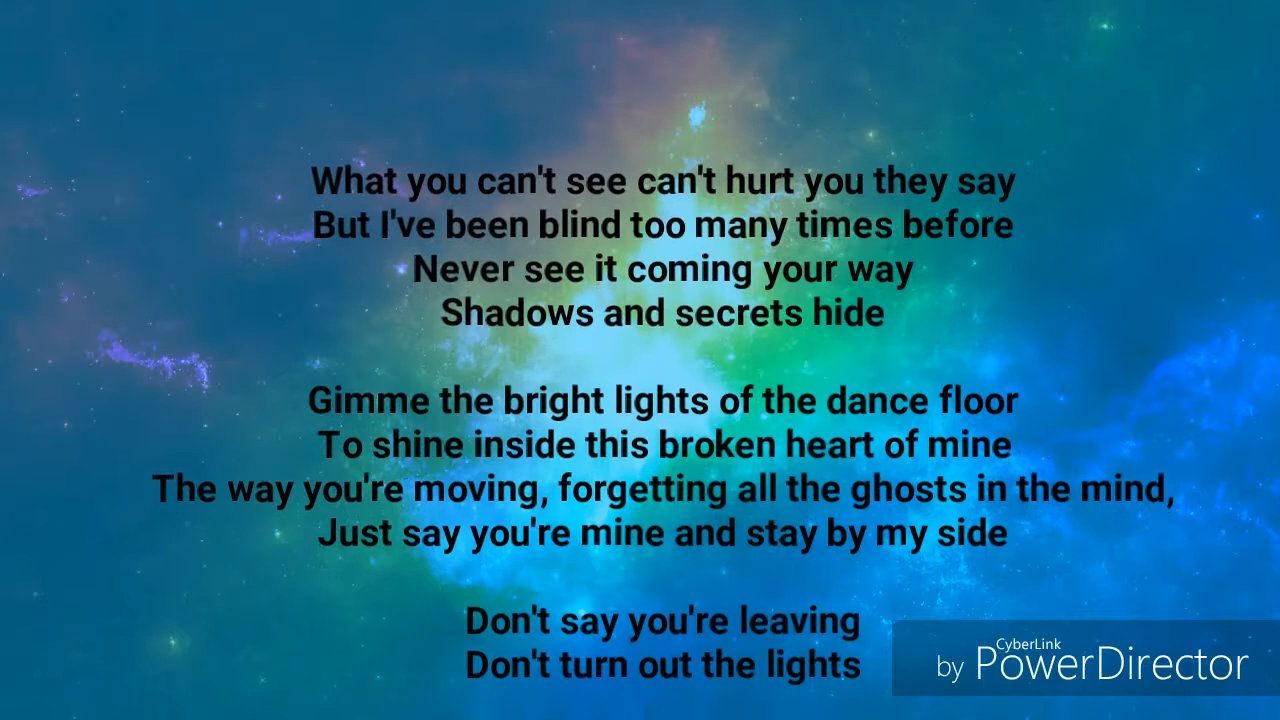 What you can't see can't hurt you they say
But I've been blind too many times before
Never see it coming your way
Shadows and secrets hide
Gimme the bright lights of the dance floor
To shine inside this broken heart of mine
The way you're moving, forgetting all the ghosts in the mind,
Just say you're mine and stay by my side
Don't say you're leaving
Don't turn out the lights
CyberLink
by PowerDirector